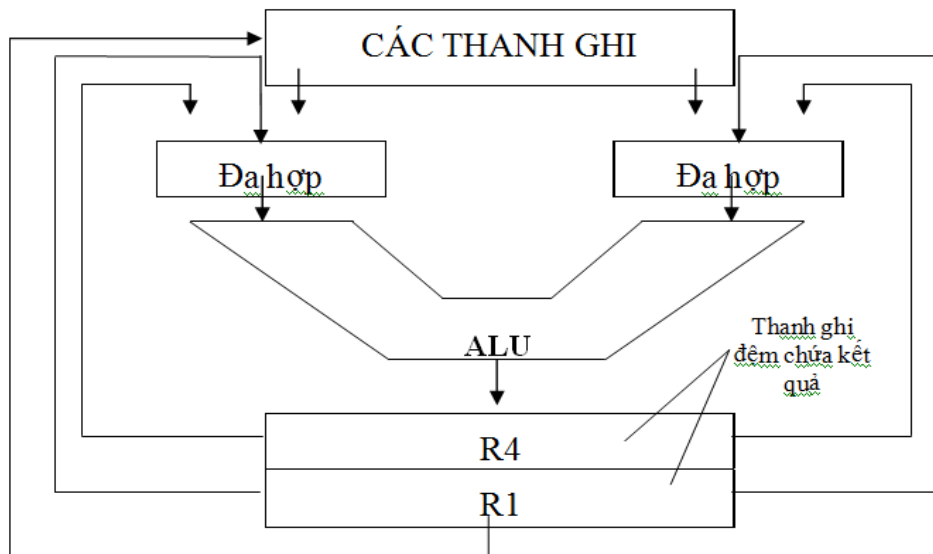 CÁC THANH GHI
Đa hợp
Đa hợp
ALU
Thanh ghi
đệm chứa kết
quả
R4
R1